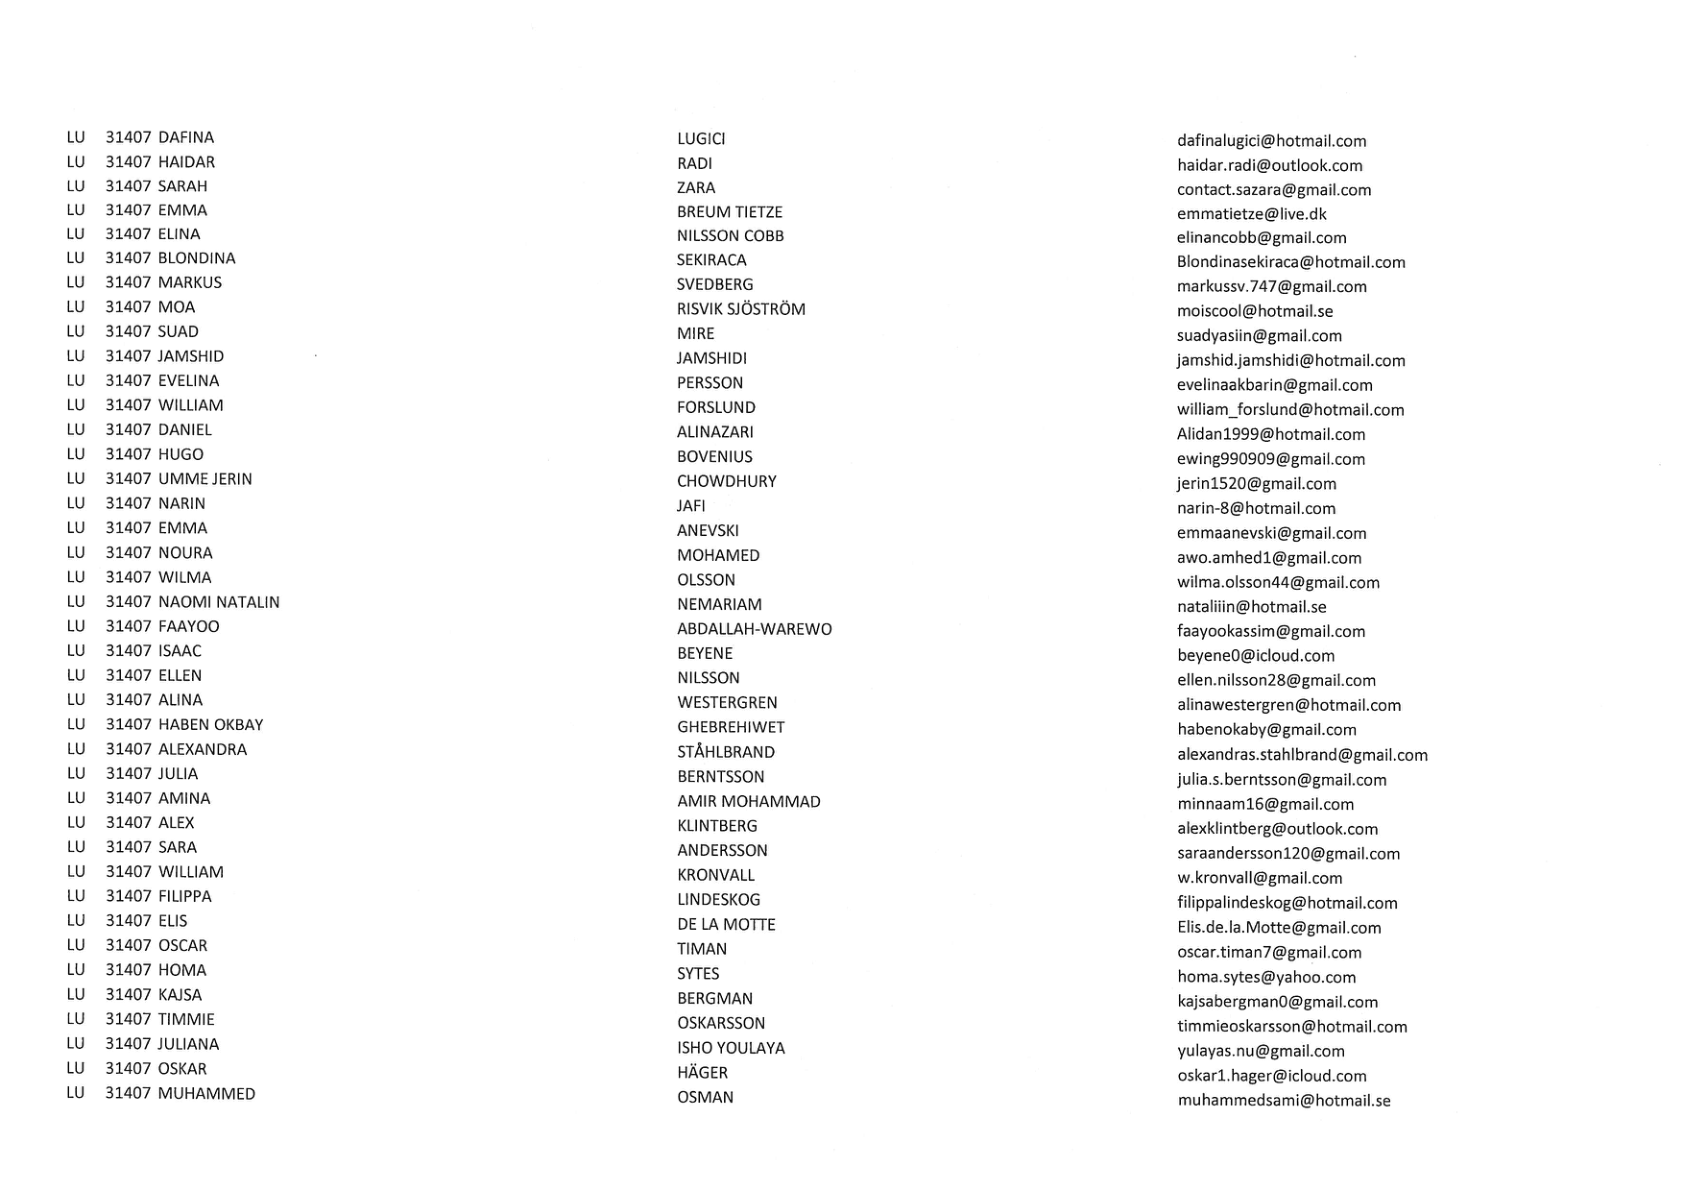 LU 31407 DAFINA LUGICI dafinalugici@hotmail.com
LU 31407 HAIDAR RADI haidar.radi@outlook.com
LU 31407 SARAH ZARA contact.sazara@gmail.com
LU 31407 EMMA BREUM TIETZE emmatietze@live.dk
LU 31407 ELINA NILSSON COBB elinancobb@gmail.com
LU 31407 BLONDINA SEKIRACA Blondinasekiraca@hotmail.com
LU 31407 MARKUS SVEDBERG markussv.747@gmail.com
LU 31407 MOA RISVIK SJÖSTRÖM moiscool@hotmail.se
LU 31407 SUAD MIRE suadyasiin@gmail.com
LU 31407 JAMSHID JAMSHIDI jamshid.jamshidi@hotmail.com
LU 31407 EVELINA PERSSON evelinaakbarin@gmail.com
LU 31407 WILLIAM FORSLUND william_forslund@hotmail.com
LU 31407 DANIEL ALINAZARI Alidan1999@hotmail.com
LU 31407 HUGO BOVENIUS ewing990909@gmail.com
LU 31407 UMME JERIN CHOWDHURY jerin1520@gmail.com
LU 31407 NARIN JAFI narin-8@hotmail.com
LU 31407 EMMA ANEVSKI emmaanevski@gmail.com
LU 31407 NOURA MOHAMED awo.amhed1@gmail.com
LU 31407 WILMA OLSSON wilma.olsson44@gmail.com
LU 31407 NAOMI NATALIN NEMARIAM nataliiin@hotmail.se
LU 31407 FAAYOO ABDALLAH-WAREWO faayookassim@gmail.com
LU 31407 ISAAC BEYENE beyene0@icloud.com
LU 31407 ELLEN NILSSON ellen.nilsson28@gmail.com
LU 31407 ALINA WESTERGREN alinawestergren@hotmail.com
LU 31407 HABEN OKBAY GHEBREHIWET habenokaby@gmail.com
LU 31407 ALEXANDRA STÅHLBRAND alexandras.stahlbrand@gmail.com
LU 31407 JULIA BERNTSSON julia.s.berntsson@gmail.com
LU 31407 AMINA AMIR MOHAMMAD minnaam16@gmail.com
LU 31407 ALEX KLINTBERG alexklintberg@outlook.com
LU 31407 SARA ANDERSSON saraandersson120@gmail.com
LU 31407 WILLIAM KRONVALL w.kronvall@gmail.com
LU 31407 FILIPPA LINDESKOG filippalindeskog@hotmail.com
LU 31407 ELIS DE LA MOTTE Elis.de.la.Motte@gmail.com
LU 31407 OSCAR TIMAN oscar.timan7@gmail.com
LU 31407 HOMA SYTES homa.sytes@yahoo.com
LU 31407 KAJSA BERGMAN kajsabergman0@gmail.com
LU 31407 TIMMIE OSKARSSON timmieoskarsson@hotmail.com
LU 31407 JULIANA ISHO YOULAYA yulayas.nu@gmail.com
LU 31407 OSKAR HÄGER oskar1.hager@icloud.com
LU 31407 MUHAMMED OSMAN muhammedsami@hotmail.se